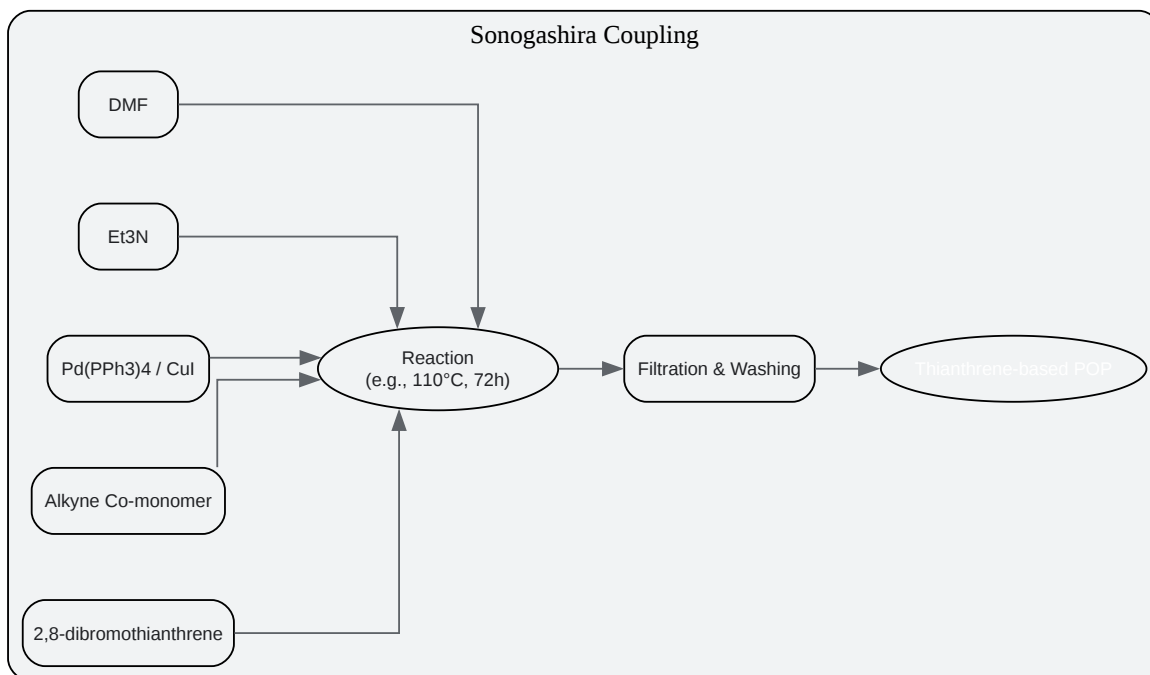 Sonogashira Coupling
DMF
Et3N
Pd(PPh3)4 / CuI
Reaction
(e.g., 110°C, 72h)
Filtration & Washing
Thianthrene-based POP
Alkyne Co-monomer
2,8-dibromothianthrene